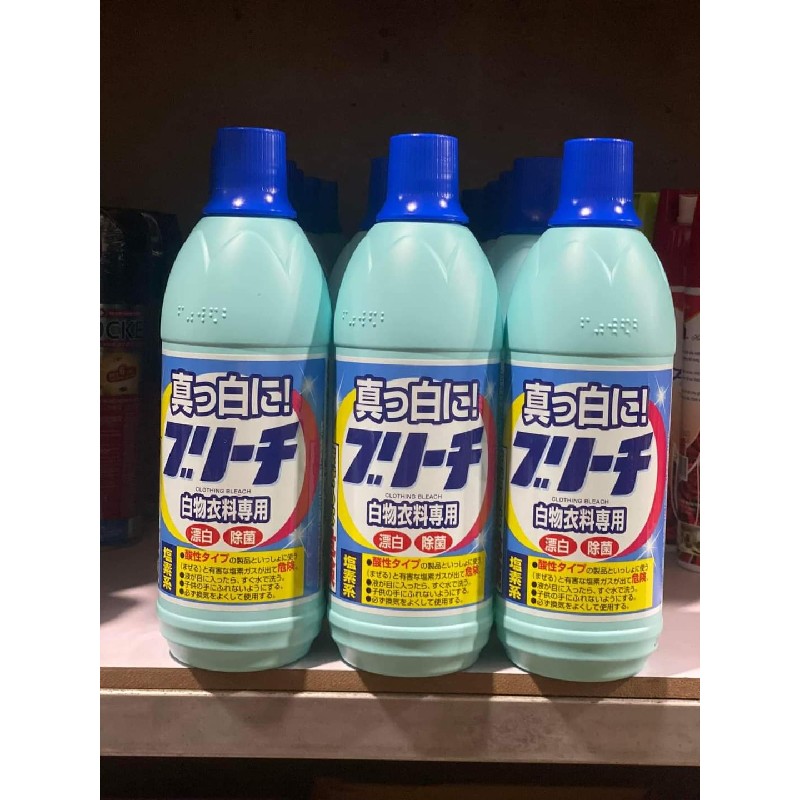 真っ白に!
ブリーチ
CLOTHING BLEACH
白物衣料専用
漂白 除菌
塩素系
●酸性タイプの製品といっしょに使う
(まぜる)と有害な塩素ガスが出て危険。
●液が目に入ったら、すぐ水で洗う。
●子供の手にふれないようにする。
●必ず換気をよくして使用する。
真っ白に!
ブリーチ
CLOTHING BLEACH
白物衣料専用
漂白 除菌
塩素系
●酸性タイプの製品といっしょに使う
(まぜる)と有害な塩素ガスが出て危険。
●液が目に入ったら、すぐ水で洗う。
●子供の手にふれないようにする。
●必ず換気をよくして使用する。
真っ白に!
ブリーチ
CLOTHING BLEACH
白物衣料専用
漂白 除菌
塩素系
●酸性タイプの製品といっしょに使う
(まぜる)と有害な塩素ガスが出て危険。
●液が目に入ったら、すぐ水で洗う。
●子供の手にふれないようにする。
●必ず換気をよくして使用する。